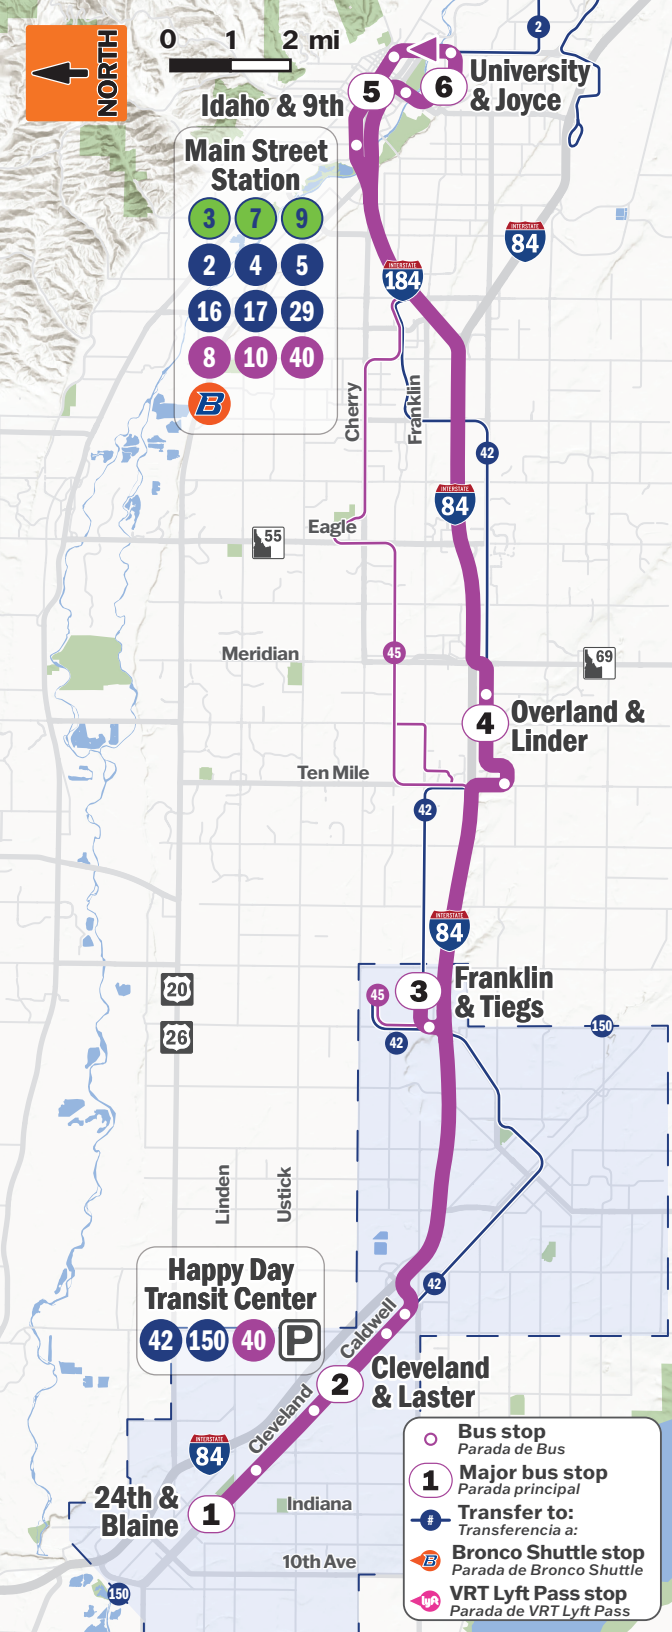 NORTH
0 1 2 mi
2
University
& Joyce
6
5
Idaho & 9th
Main Street
Station
3 7 9
2 4 5
16 17 29
8 10 40
B
INTERSTATE
84
INTERSTATE
184
Cherry
Franklin
42
INTERSTATE
84
Eagle
55
Meridian
45
69
4
Overland &
Linder
Ten Mile
42
INTERSTATE
84
3
Franklin
& Tiegs
45
42
150
20
26
Linden
Ustick
Happy Day
Transit Center
42 150 40 P
42
Caldwell
2
Cleveland
& Laster
Cleveland
INTERSTATE
84
24th &
Blaine
1
Indiana
10th Ave
150
Bus stop
Parada de Bus
1
Major bus stop
Parada principal
#
Transfer to:
Transferencia a:
B
Bronco Shuttle stop
Parada de Bronco Shuttle
lyft
VRT Lyft Pass stop
Parada de VRT Lyft Pass